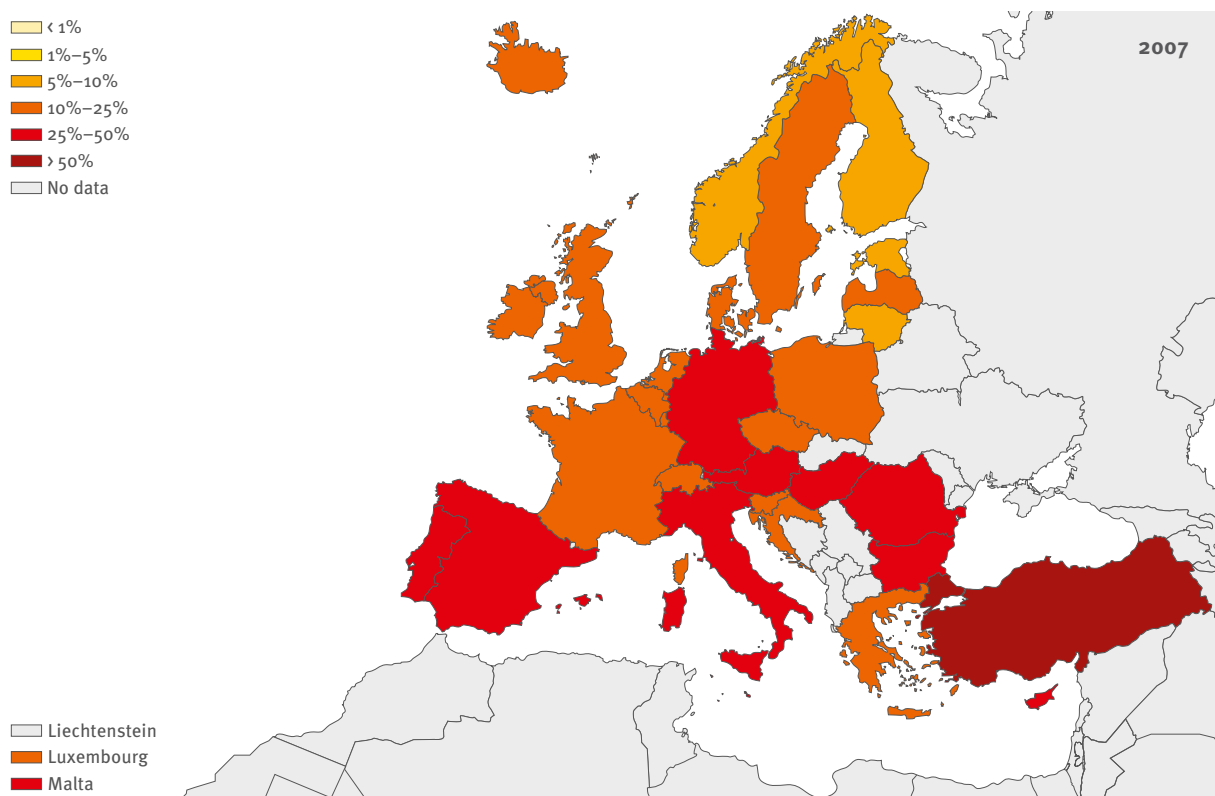 < 1%
1%–5%
5%–10%
10%–25%
25%–50%
> 50%
No data
2007
Liechtenstein
Luxembourg
Malta